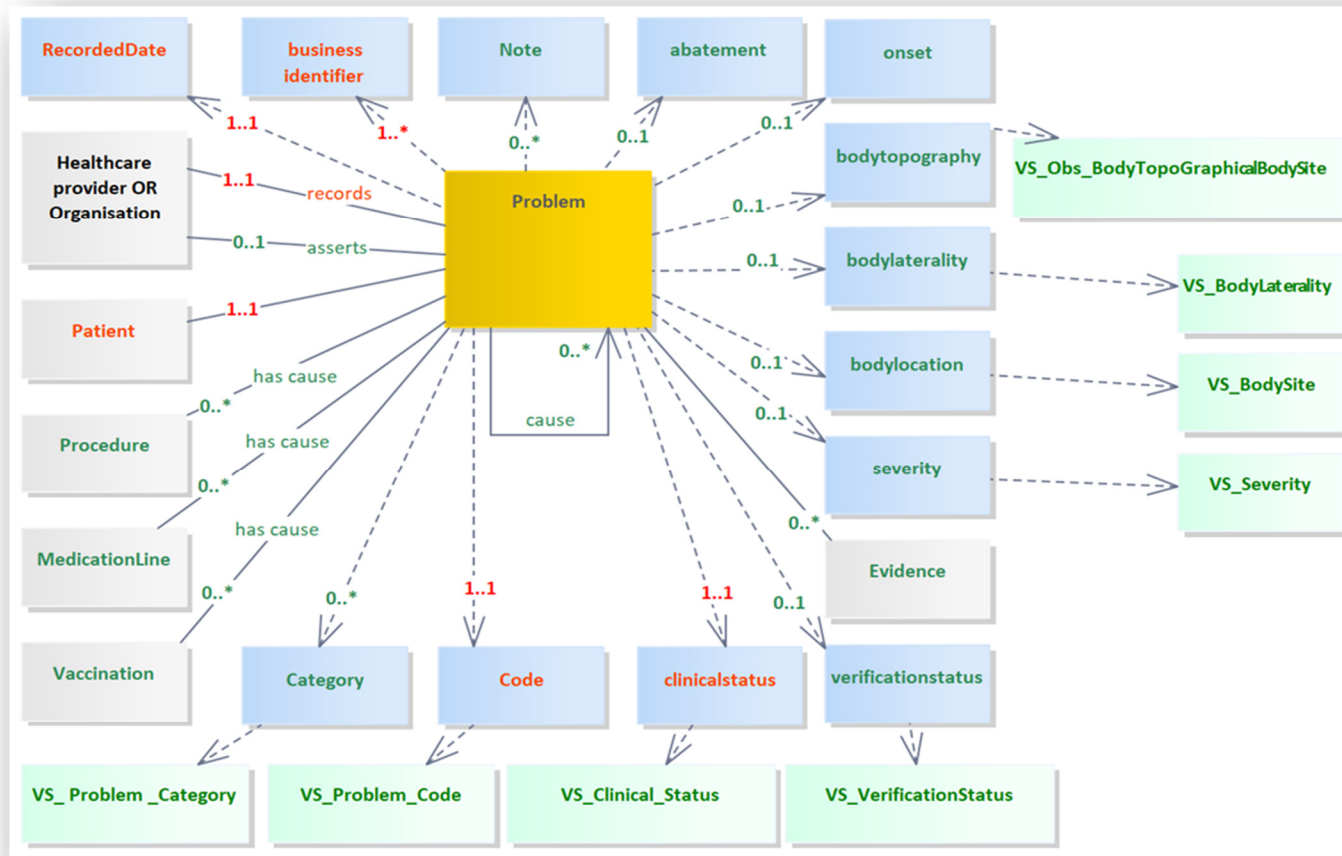 RecordedDate
business
identifier
Note
abatement
onset
1..1
1..*
0..*
0..1
0..1
Healthcare
provider OR
Organisation
bodytopography
VS_Obs_BodyTopoGraphicalBodySite
1..1
records
Problem
0..1
0..1
asserts
bodylaterality
0..1
VS_BodyLaterality
1..1
Patient
0..*
0..1
bodylocation
VS_BodySite
has cause
0..*
cause
0..1
Procedure
has cause
severity
VS_Severity
0..*
has cause
0..*
MedicationLine
Evidence
0..*
0..*
1..1
1..1
0..1
Vaccination
Category
Code
clinicalstatus
verificationstatus
VS_ Problem _Category
VS_Problem_Code
VS_Clinical_Status
VS_VerificationStatus